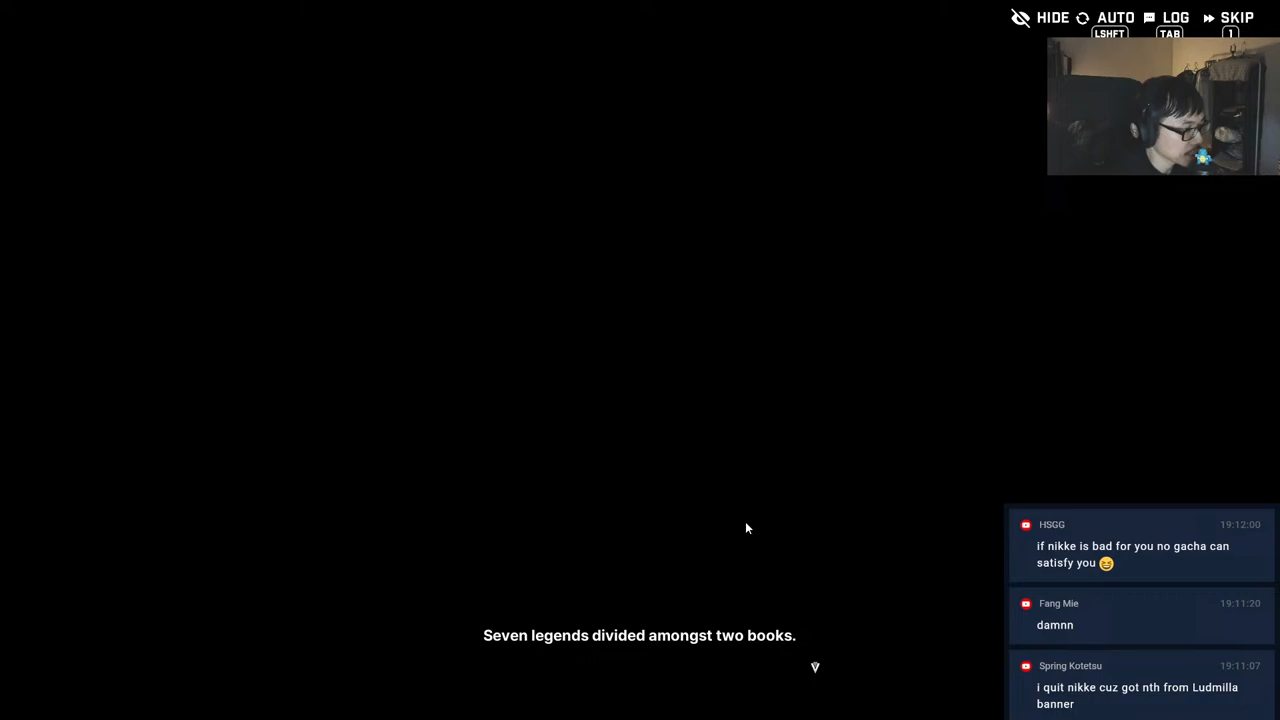 HIDE AUTO LOG SKIP
LSHFT TAB 1
HSGG 19:12:00
if nikke is bad for you no gacha can
satisfy you 😆
Fang Mie 19:11:20
damnn
Seven legends divided amongst two books.
Spring Kotetsu 19:11:07
i quit nikke cuz got nth from Ludmilla
banner